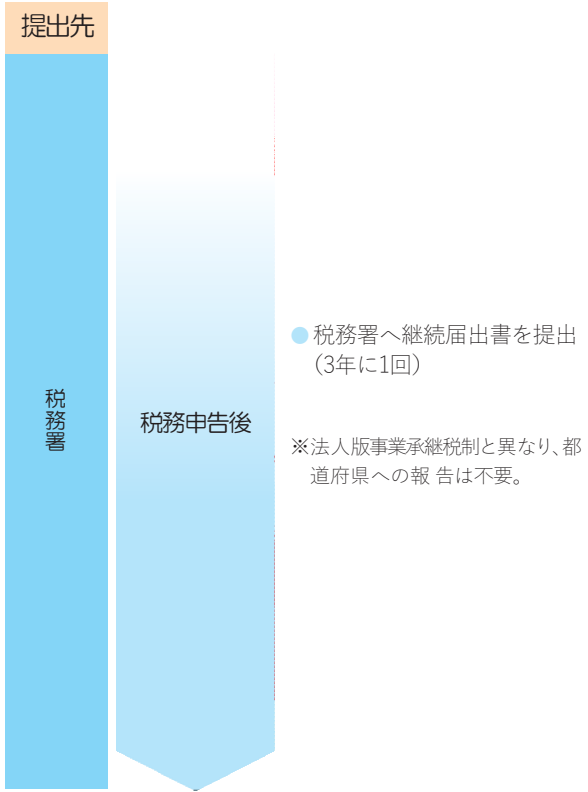 提出先
税務署
税務申告後
●税務署へ継続届出書を提出
（3年に1回）
※法人版事業承継税制と異なり、都
道府県への報 告は不要。